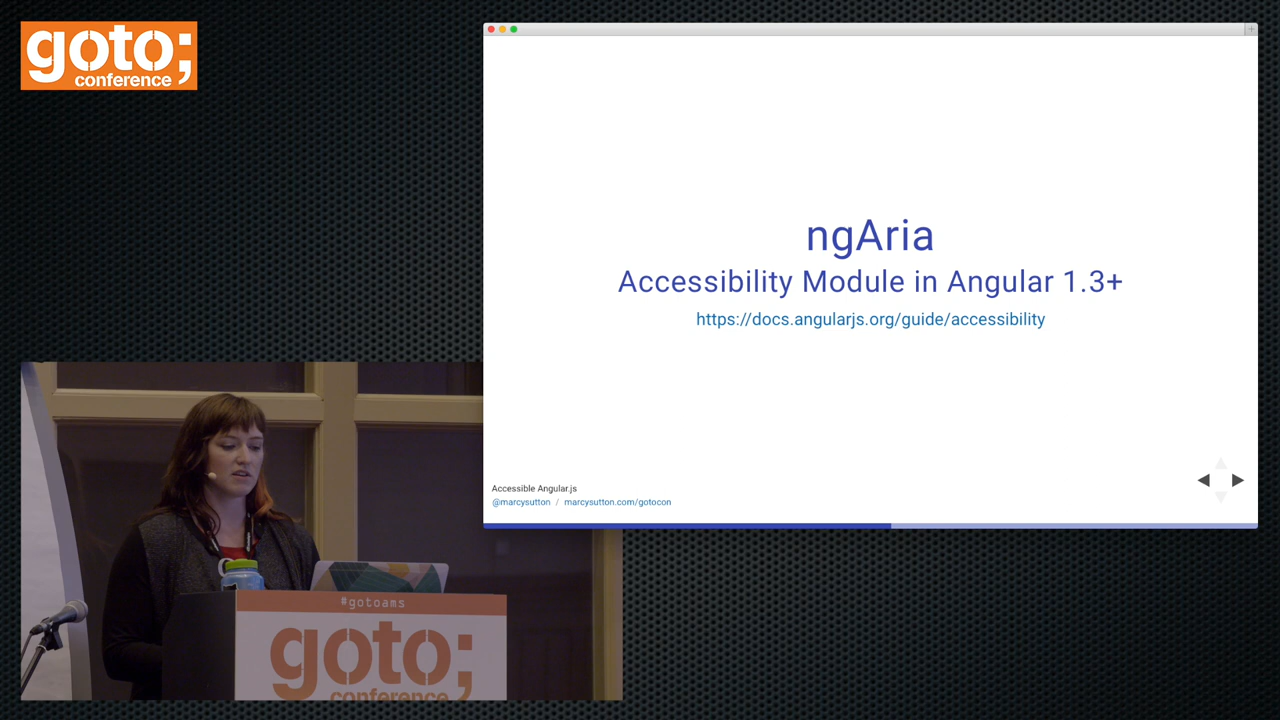 goto;
conference
ngAria
Accessibility Module in Angular 1.3+
https://docs.angularjs.org/guide/accessibility
Accessible Angular.js
@marcysutton / marcysutton.com/gotocon
#gotoams
goto;
conference